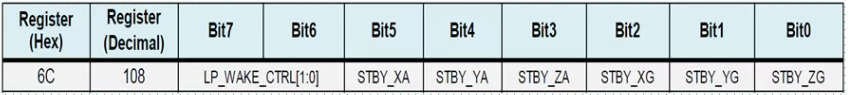 Register (Hex) Register (Decimal) Bit7 Bit6 Bit5 Bit4 Bit3 Bit2 Bit1 Bit0
6C 108 LP_WAKE_CTRL[1:0] STBY_XA STBY_YA STBY_ZA STBY_XG STBY_YG STBY_ZG